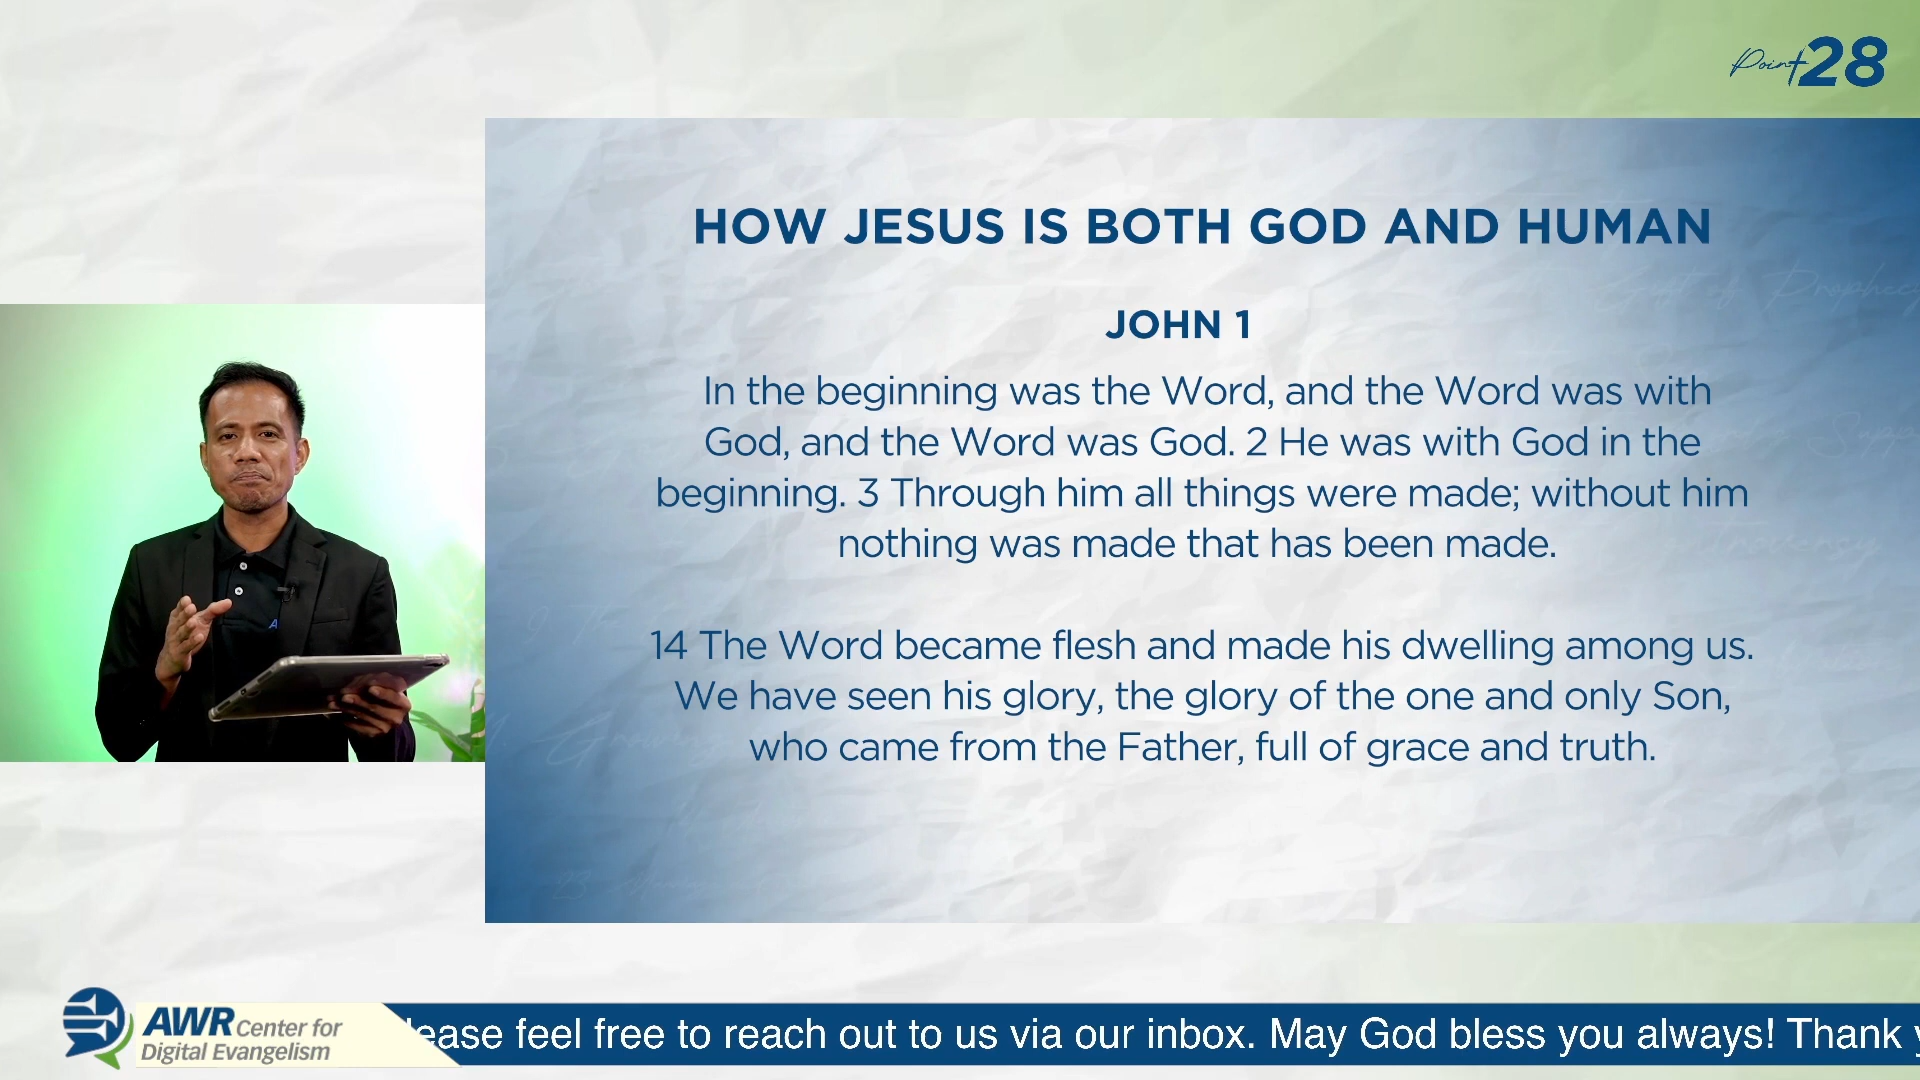 Point 28
HOW JESUS IS BOTH GOD AND HUMAN
JOHN 1
In the beginning was the Word, and the Word was with
God, and the Word was God. 2 He was with God in the
beginning. 3 Through him all things were made; without him
nothing was made that has been made.
14 The Word became flesh and made his dwelling among us.
We have seen his glory, the glory of the one and only Son,
who came from the Father, full of grace and truth.
AWR Center for
Digital Evangelism
lease feel free to reach out to us via our inbox. May God bless you always! Thank